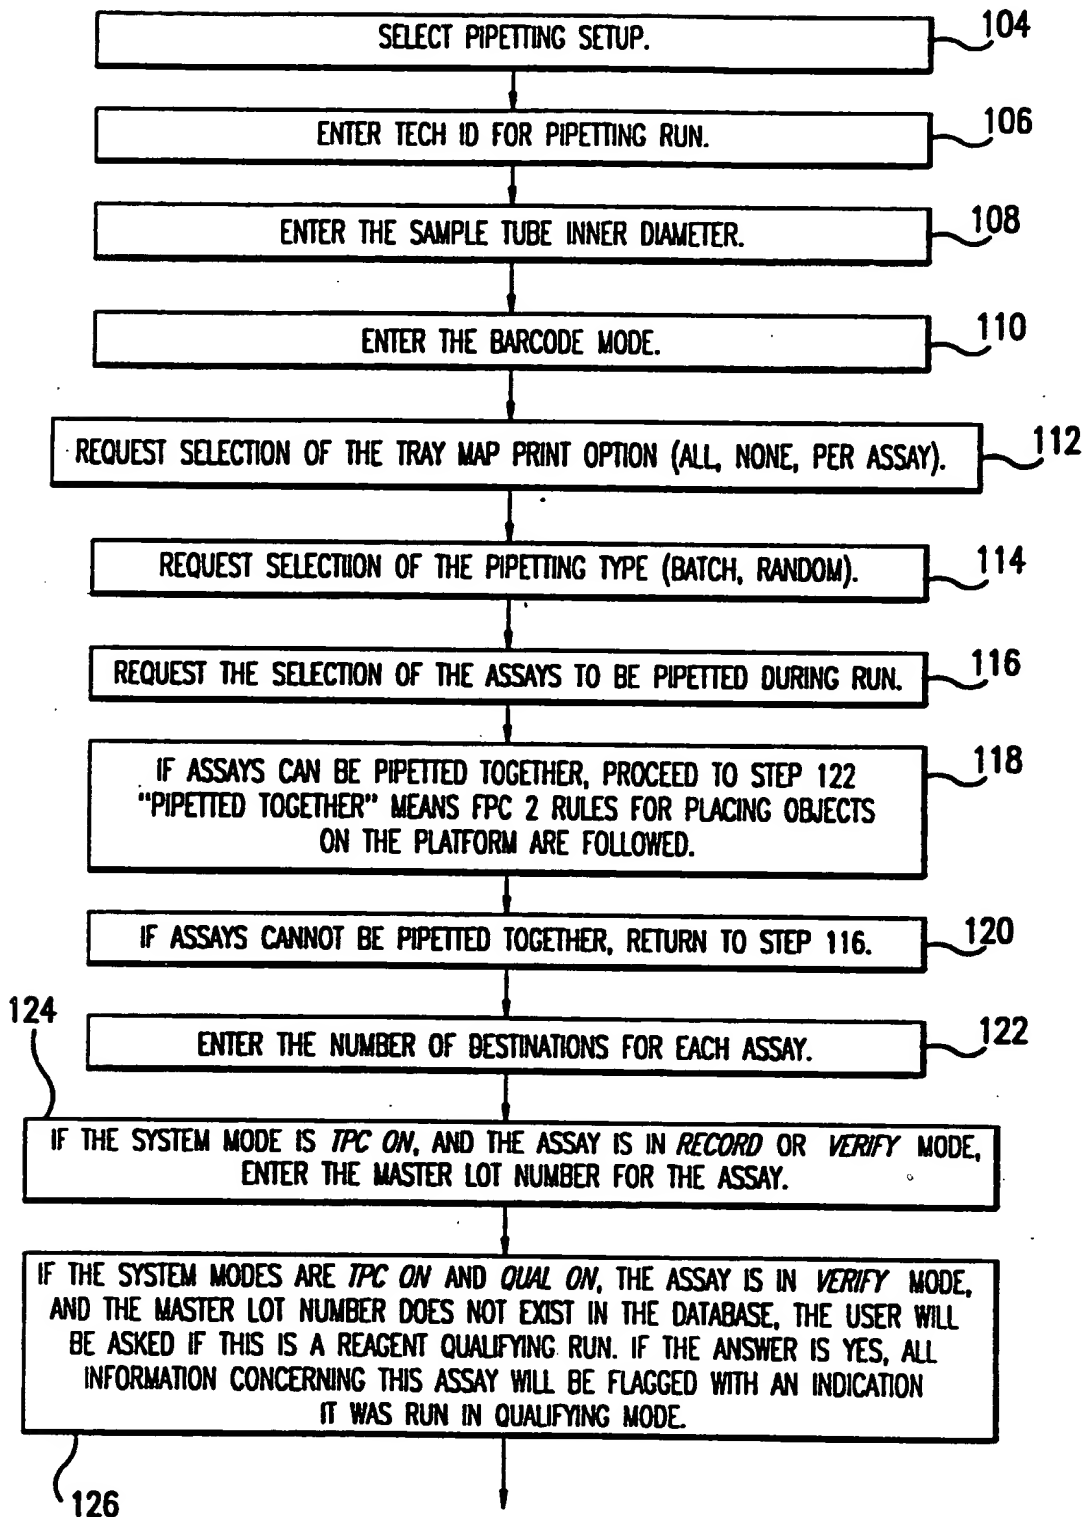 SELECT PIPETTING SETUP.
104
ENTER TECH ID FOR PIPETTING RUN.
106
ENTER THE SAMPLE TUBE INNER DIAMETER.
108
ENTER THE BARCODE MODE.
110
REQUEST SELECTION OF THE TRAY MAP PRINT OPTION (ALL, NONE, PER ASSAY).
112
REQUEST SELECTION OF THE PIPETTING TYPE (BATCH, RANDOM).
114
REQUEST THE SELECTION OF THE ASSAYS TO BE PIPETTED DURING RUN.
116
IF ASSAYS CAN BE PIPETTED TOGETHER, PROCEED TO STEP 122
"PIPETTED TOGETHER" MEANS FPC 2 RULES FOR PLACING OBJECTS
ON THE PLATFORM ARE FOLLOWED.
118
IF ASSAYS CANNOT BE PIPETTED TOGETHER, RETURN TO STEP 116.
120
ENTER THE NUMBER OF DESTINATIONS FOR EACH ASSAY.
122
124
IF THE SYSTEM MODE IS TPC ON, AND THE ASSAY IS IN RECORD OR VERIFY MODE,
ENTER THE MASTER LOT NUMBER FOR THE ASSAY.
IF THE SYSTEM MODES ARE TPC ON AND QUAL ON, THE ASSAY IS IN VERIFY MODE,
AND THE MASTER LOT NUMBER DOES NOT EXIST IN THE DATABASE, THE USER WILL
BE ASKED IF THIS IS A REAGENT QUALIFYING RUN. IF THE ANSWER IS YES, ALL
INFORMATION CONCERNING THIS ASSAY WILL BE FLAGGED WITH AN INDICATION
IT WAS RUN IN QUALIFYING MODE.
126